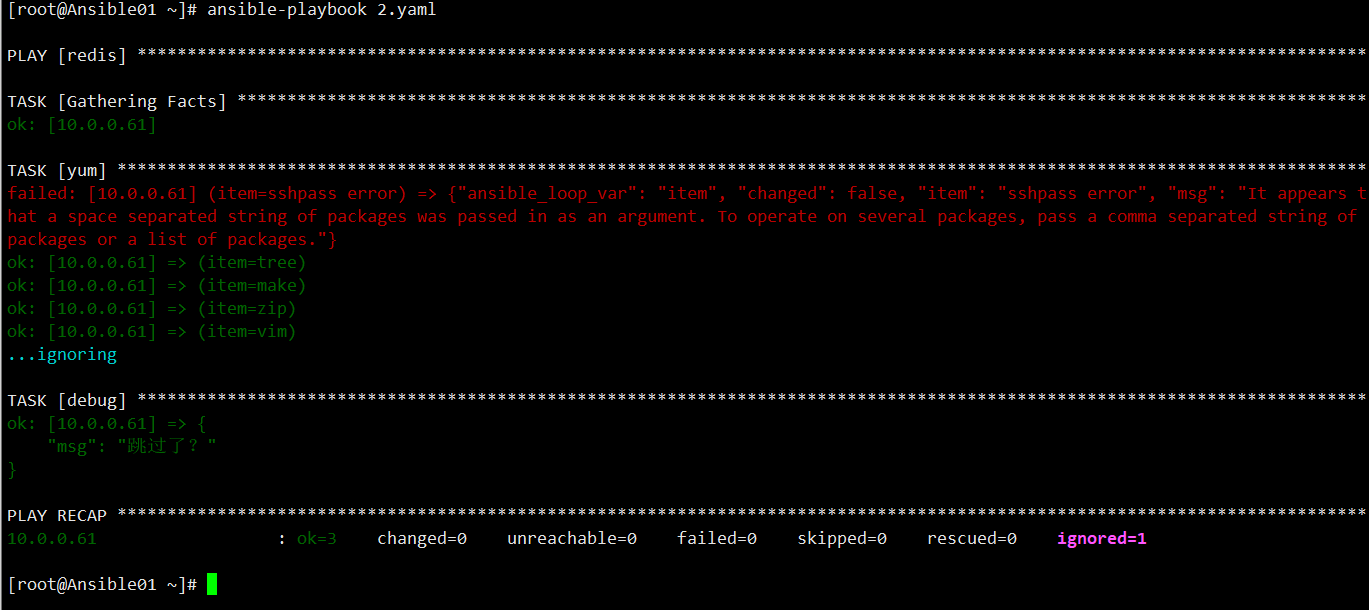 [root@Ansible01 ~]# ansible-playbook 2.yaml
PLAY [redis] ***************************************************************************************************************************
TASK [Gathering Facts] *****************************************************************************************************************
ok: [10.0.0.61]
TASK [yum] *****************************************************************************************************************************
failed: [10.0.0.61] (item=sshpass error) => {"ansible_loop_var": "item", "changed": false, "item": "sshpass error", "msg": "It appears t
hat a space separated string of packages was passed in as an argument. To operate on several packages, pass a comma separated string of
packages or a list of packages."}
ok: [10.0.0.61] => (item=tree)
ok: [10.0.0.61] => (item=make)
ok: [10.0.0.61] => (item=zip)
ok: [10.0.0.61] => (item=vim)
...ignoring
TASK [debug] ***************************************************************************************************************************
ok: [10.0.0.61] => {
"msg": "跳过了？"
}
PLAY RECAP *****************************************************************************************************************************
10.0.0.61 : ok=3 changed=0 unreachable=0 failed=0 skipped=0 rescued=0 ignored=1
[root@Ansible01 ~]#